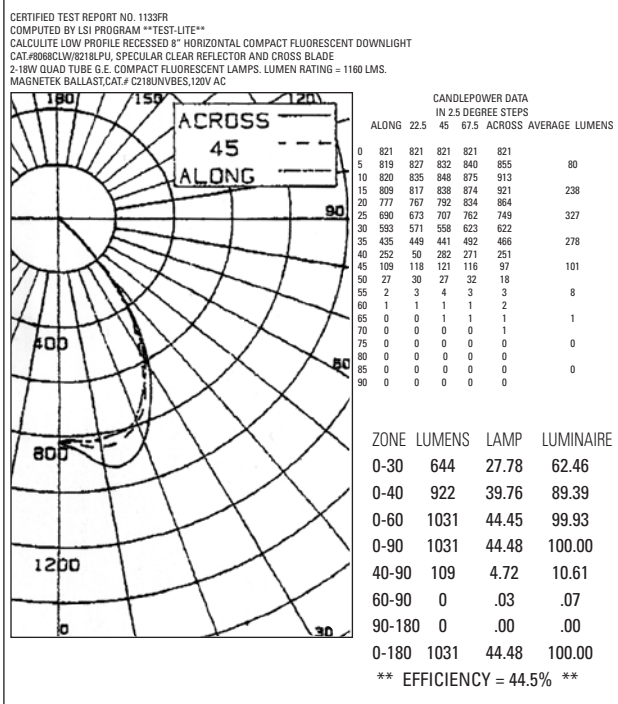 CERTIFIED TEST REPORT NO. 1133FR
COMPUTED BY LSI PROGRAM **TEST-LITE**
CALCULITE LOW PROFILE RECESSED 8" HORIZONTAL COMPACT FLUORESCENT DOWNLIGHT
CAT.#8068CLW/8218LPU, SPECULAR CLEAR REFLECTOR AND CROSS BLADE
2-18W QUAD TUBE G.E. COMPACT FLUORESCENT LAMPS. LUMEN RATING = 1160 LMS.
MAGNETEK BALLAST,CAT.# C218UNVBES,120V AC
180 150 120
ACROSS
45
ALONG
90
400
60
800
1200
0 30
CANDLEPOWER DATA
IN 2.5 DEGREE STEPS
ALONG 22.5 45 67.5 ACROSS AVERAGE LUMENS
0 821 821 821 821 821
5 819 827 832 840 855 80
10 820 835 848 875 913
15 809 817 838 874 921 238
20 777 767 792 834 864
25 690 673 707 762 749 327
30 593 571 558 623 622
35 435 449 441 492 466 278
40 252 50 282 271 251
45 109 118 121 116 97 101
50 27 30 27 32 18
55 2 3 4 3 3 8
60 1 1 1 1 2
65 0 0 1 1 1 1
70 0 0 0 0 1
75 0 0 0 0 0 0
80 0 0 0 0 0
85 0 0 0 0 0 0
90 0 0 0 0 0
ZONE LUMENS LAMP LUMINAIRE
0-30 644 27.78 62.46
0-40 922 39.76 89.39
0-60 1031 44.45 99.93
0-90 1031 44.48 100.00
40-90 109 4.72 10.61
60-90 0 .03 .07
90-180 0 .00 .00
0-180 1031 44.48 100.00
** EFFICIENCY = 44.5% **